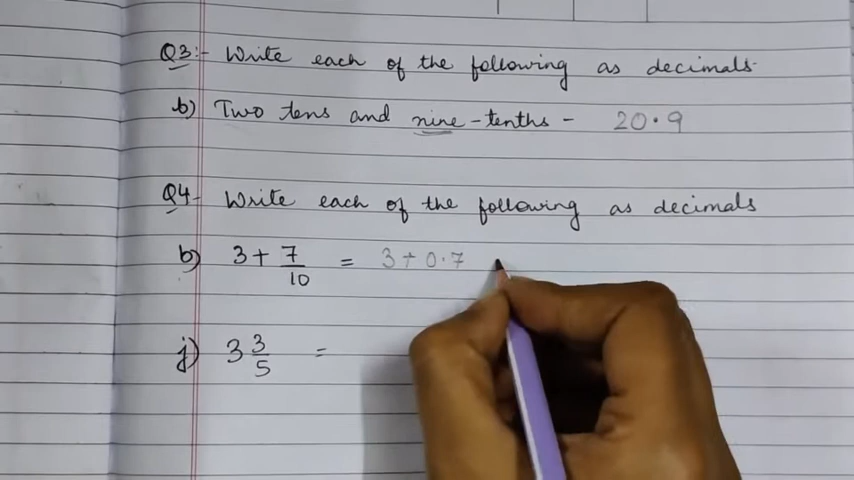 Q3:- Write each of the following as decimals
b) Two tens and nine-tenths - 20.9
Q4- Write each of the following as decimals
b) 3 + 7/10 = 3 + 0.7
j) 3 3/5 =